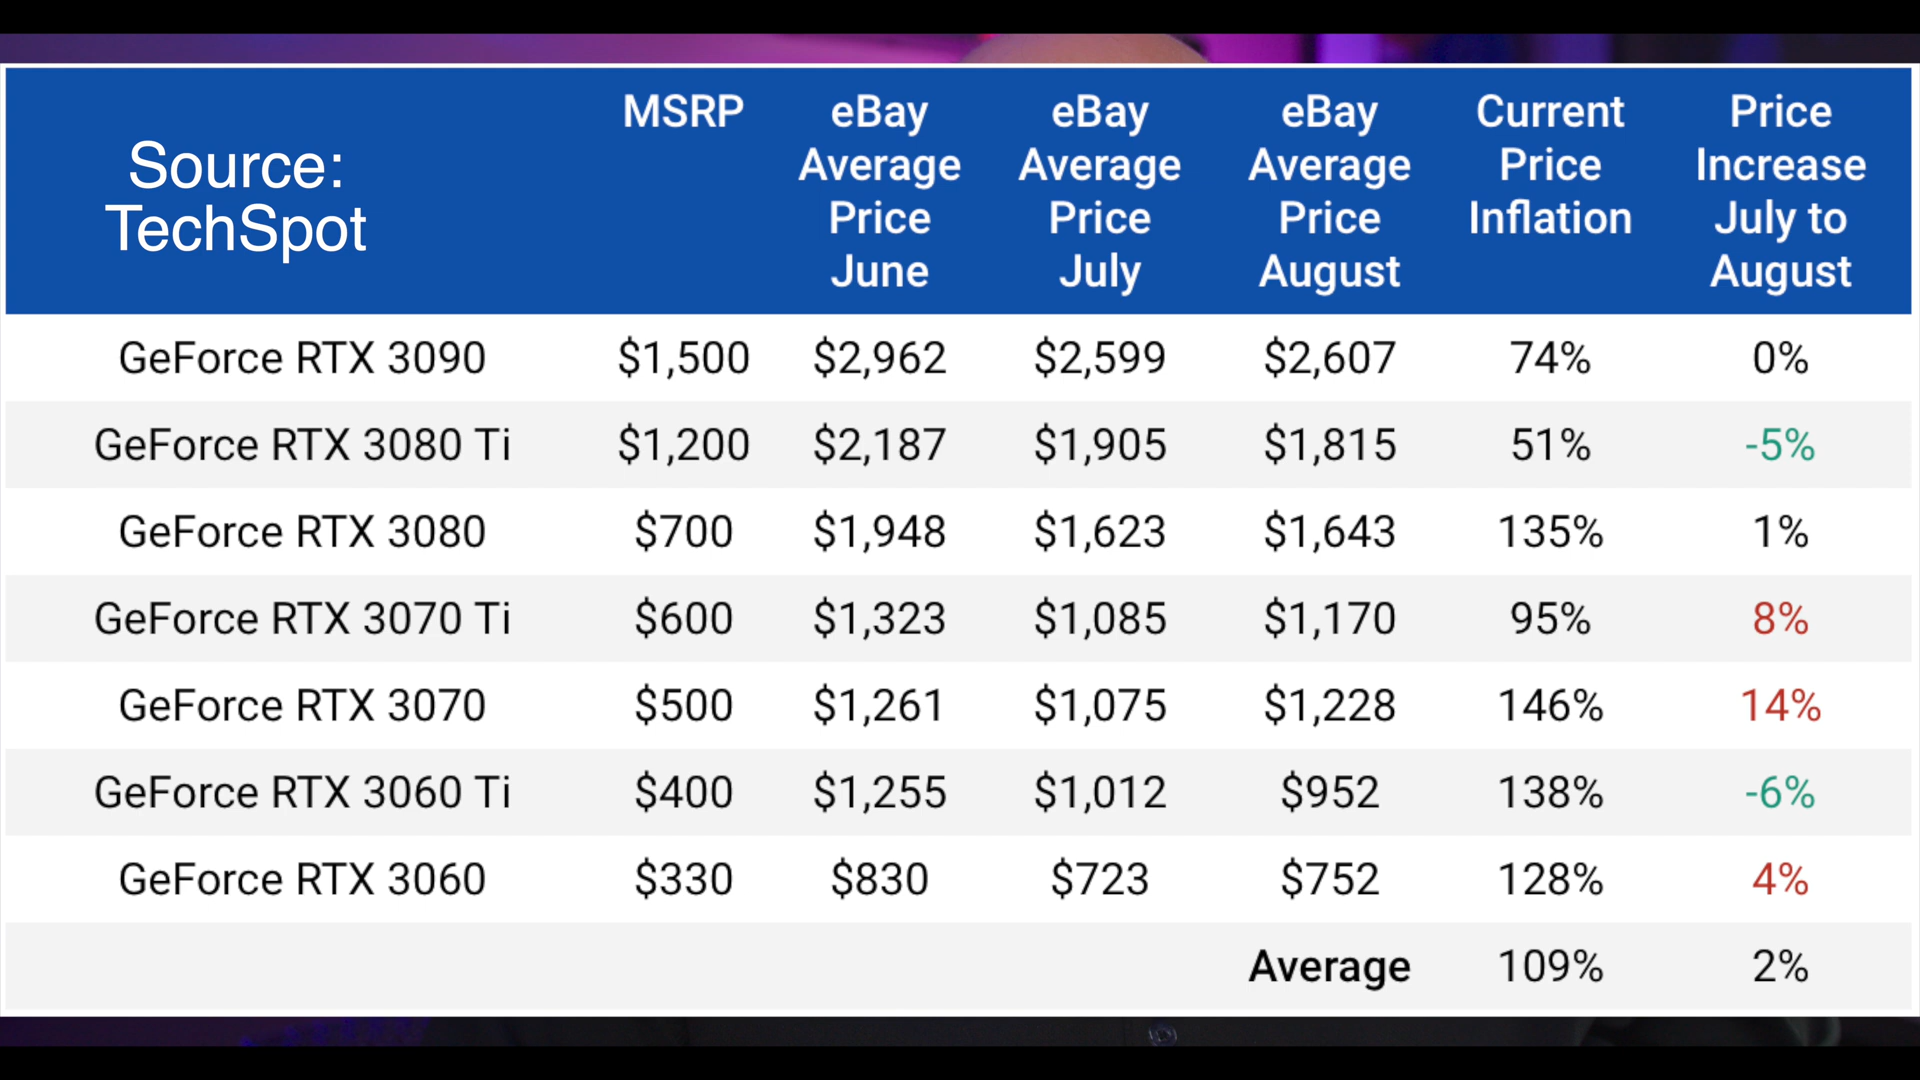 Source:
TechSpot
MSRP
eBay
Average
Price
June
eBay
Average
Price
July
eBay
Average
Price
August
Current
Price
Inflation
Price
Increase
July to
August
GeForce RTX 3090 $1,500 $2,962 $2,599 $2,607 74% 0%
GeForce RTX 3080 Ti $1,200 $2,187 $1,905 $1,815 51% -5%
GeForce RTX 3080 $700 $1,948 $1,623 $1,643 135% 1%
GeForce RTX 3070 Ti $600 $1,323 $1,085 $1,170 95% 8%
GeForce RTX 3070 $500 $1,261 $1,075 $1,228 146% 14%
GeForce RTX 3060 Ti $400 $1,255 $1,012 $952 138% -6%
GeForce RTX 3060 $330 $830 $723 $752 128% 4%
Average 109% 2%